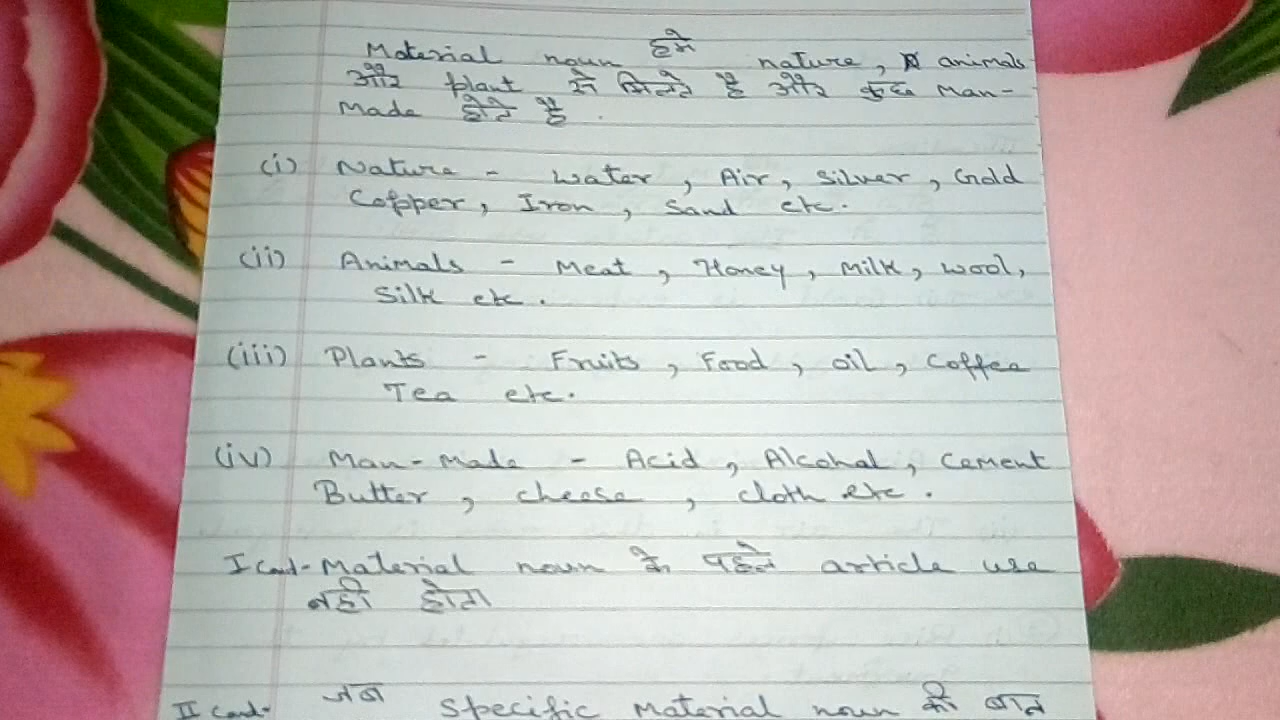 Material noun हमे nature, animals
और plant से मिलते है और कुछ Man-
Made होते है.
(i) Nature - Water, Air, Silver, Gold
Copper, Iron, Sand etc.
(ii) Animals - Meat, Honey, Milk, Wool,
Silk etc.
(iii) Plants - Fruits, Food, Oil, Coffee
Tea etc.
(iv) Man-Made - Acid, Alcohal, Cement
Butter, cheese, cloth etc.
I Cond- Material noun के पहले article use
नही होता
II Cond- जब specific Material noun की बात